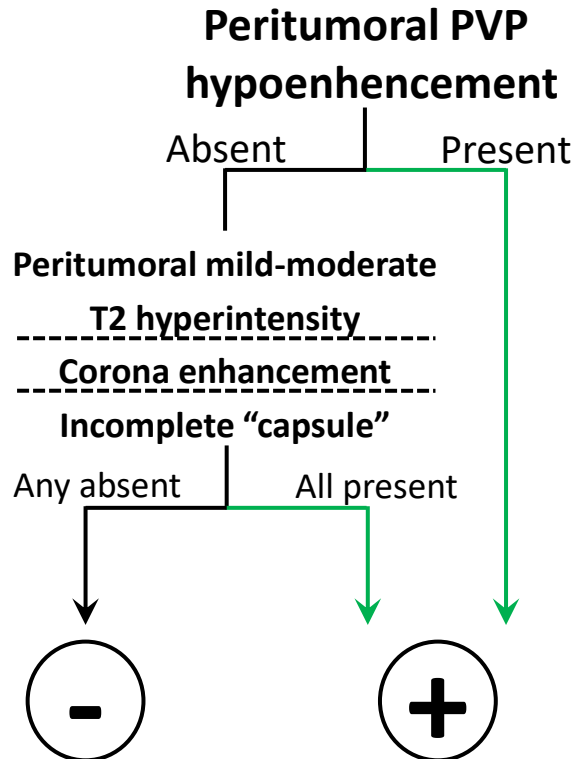 Peritumoral PVP
hypoenhencement
Absent
Present
Peritumoral mild-moderate
T2 hyperintensity
Corona enhancement
Incomplete “capsule”
Any absent
All present
-
+